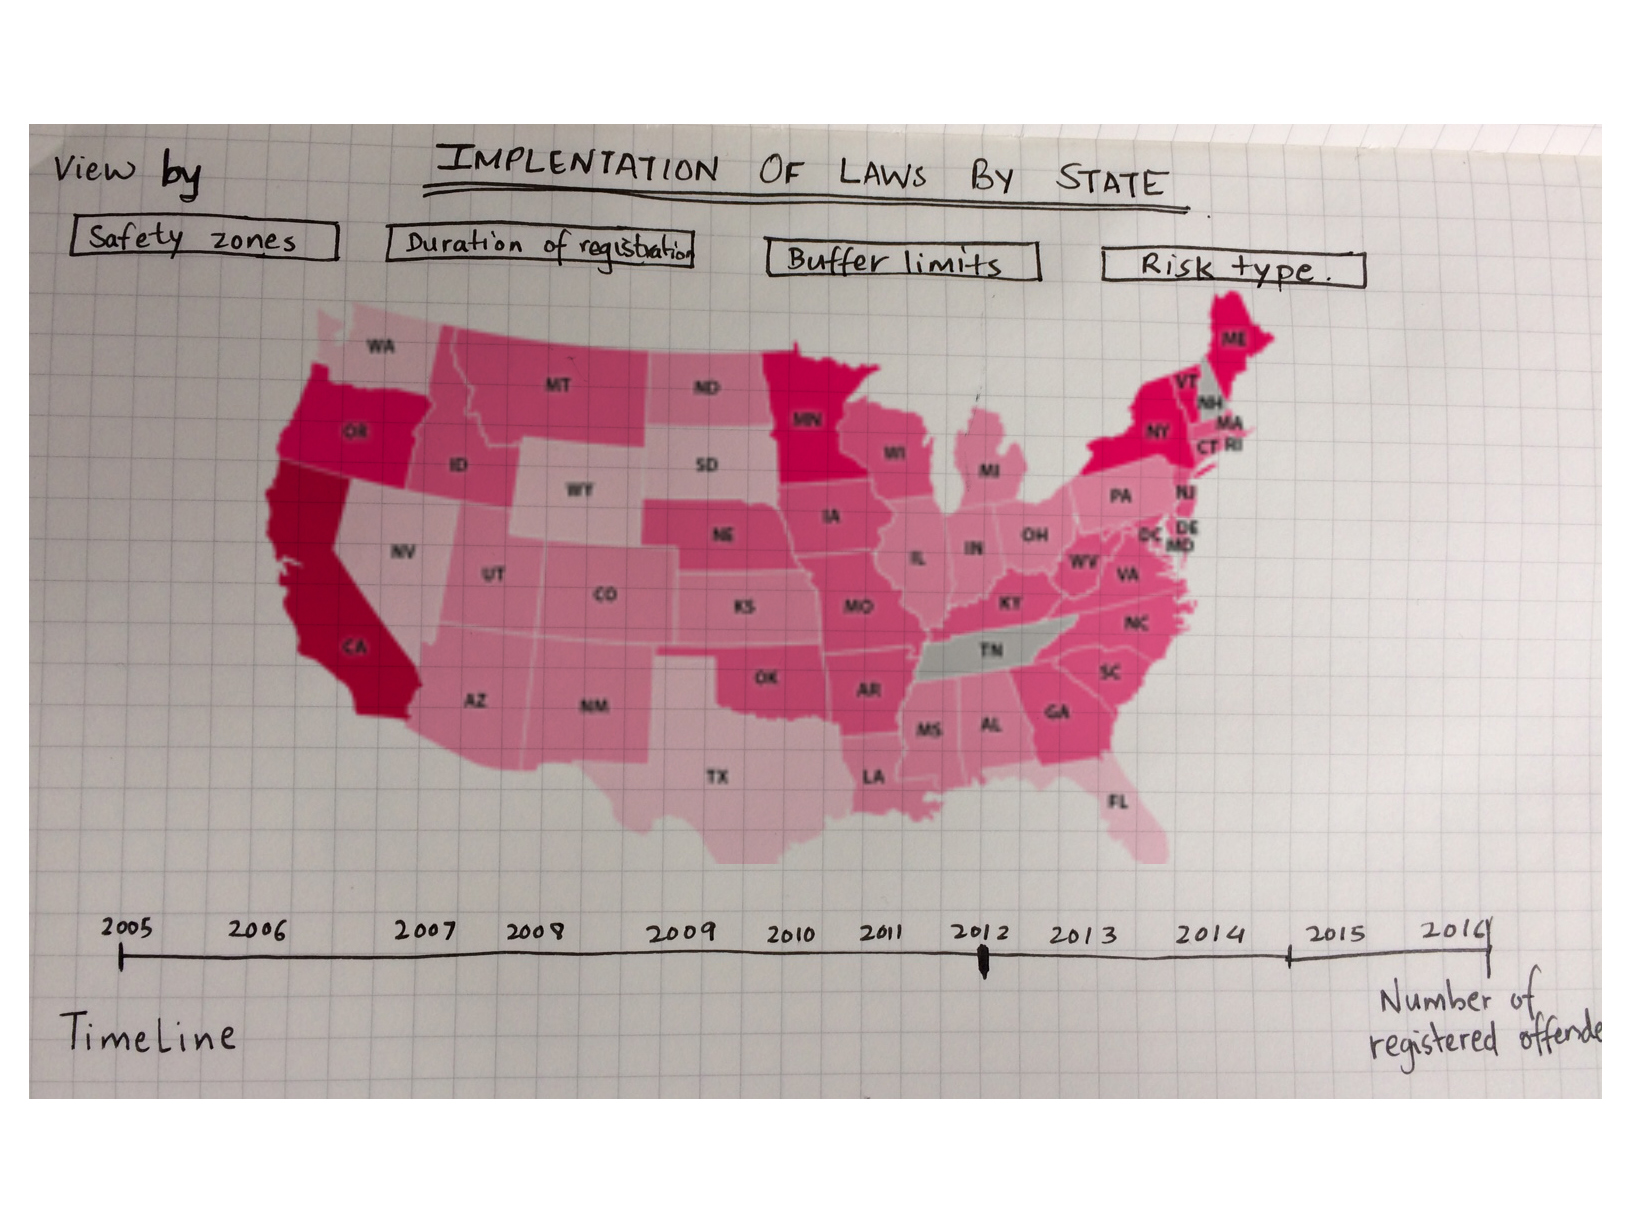 View by
IMPLENTATION OF LAWS BY STATE
Safety zones
Duration of registration
Buffer limits
Risk type.
WA
MT
ND
MN
ME
VT
NH
OR
ID
SD
WI
MI
NY
MA
CT RI
WY
NE
IA
PA
NJ
NV
UT
CO
KS
MO
IL
IN
OH
WV
VA
DC
DE
MD
KY
NC
CA
AZ
NM
OK
AR
TN
SC
MS
AL
GA
TX
LA
FL
2005 2006 2007 2008 2009 2010 2011 2012 2013 2014 2015 2016
TimeLine
Number of
registered offende